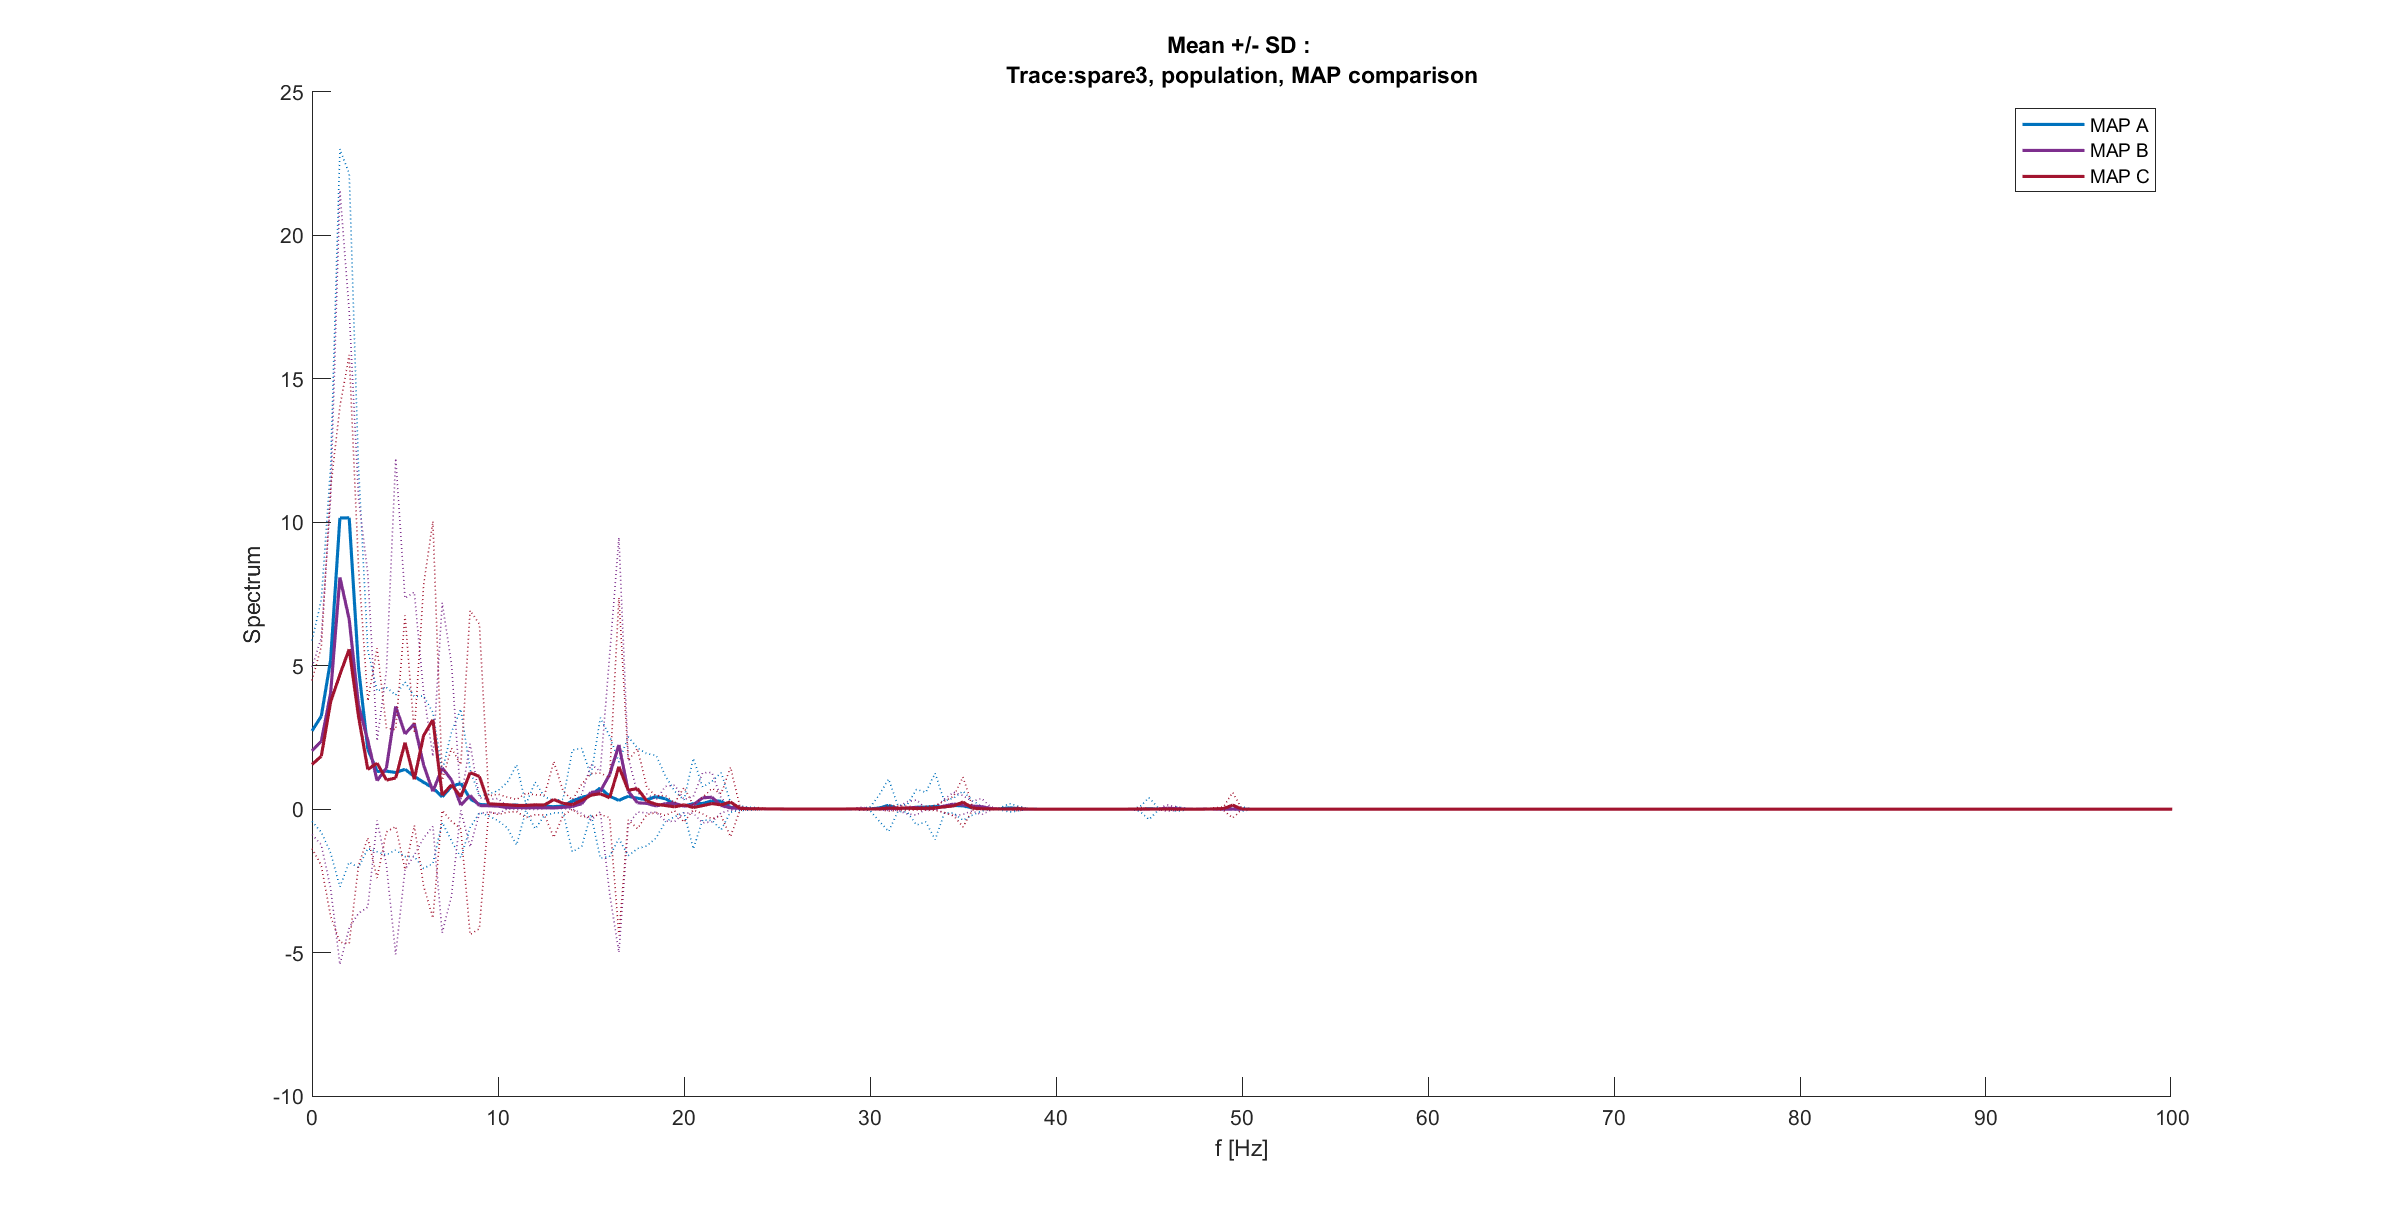 Mean +/- SD :
Trace:spare3, population, MAP comparison
25
20
15
10
5
0
-5
-10
Spectrum
MAP A
MAP B
MAP C
0 10 20 30 40 50 60 70 80 90 100
f [Hz]